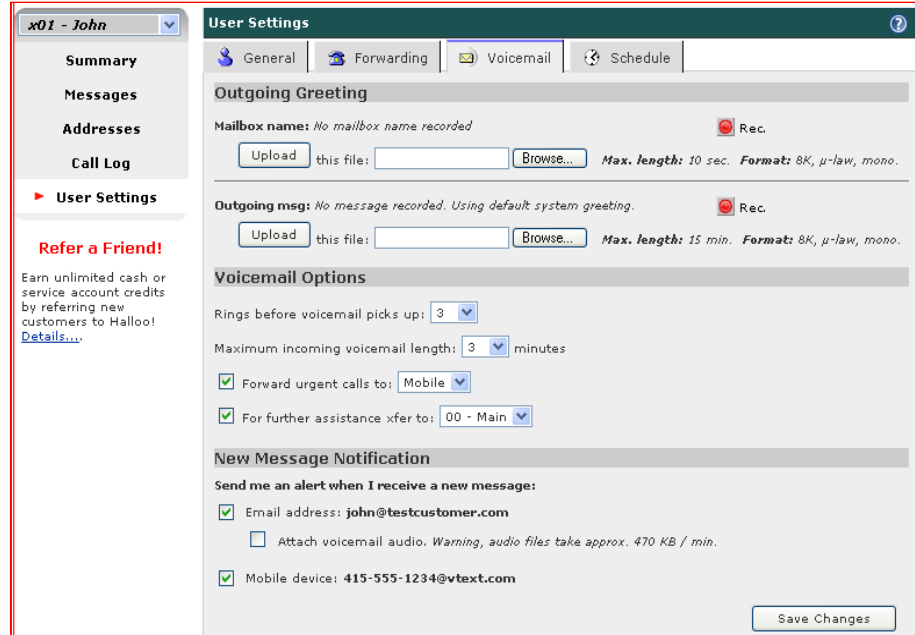 x01 - John
User Settings
Summary
Messages
Addresses
Call Log
User Settings
Refer a Friend!
Earn unlimited cash or
service account credits
by referring new
customers to Halloo!
Details....
General Forwarding Voicemail Schedule
Outgoing Greeting
Mailbox name: No mailbox name recorded Rec.
Upload this file: Browse... Max. length: 10 sec. Format: 8K, µ-law, mono.
Outgoing msg: No message recorded. Using default system greeting. Rec.
Upload this file: Browse... Max. length: 15 min. Format: 8K, µ-law, mono.
Voicemail Options
Rings before voicemail picks up: 3
Maximum incoming voicemail length: 3 minutes
Forward urgent calls to: Mobile
For further assistance xfer to: 00 - Main
New Message Notification
Send me an alert when I receive a new message:
Email address: john@testcustomer.com
Attach voicemail audio. Warning, audio files take approx. 470 KB / min.
Mobile device: 415-555-1234@vtext.com
Save Changes